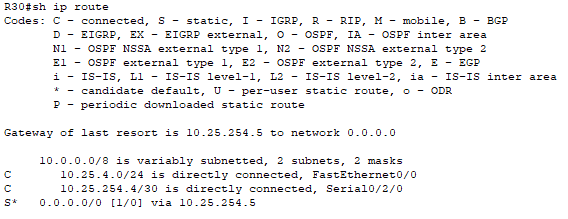 R30#sh ip route
Codes: C - connected, S - static, I - IGRP, R - RIP, M - mobile, B - BGP
       D - EIGRP, EX - EIGRP external, O - OSPF, IA - OSPF inter area
       N1 - OSPF NSSA external type 1, N2 - OSPF NSSA external type 2
       E1 - OSPF external type 1, E2 - OSPF external type 2, E - EGP
       i - IS-IS, L1 - IS-IS level-1, L2 - IS-IS level-2, ia - IS-IS inter area
       * - candidate default, U - per-user static route, o - ODR
       P - periodic downloaded static route
Gateway of last resort is 10.25.254.5 to network 0.0.0.0
     10.0.0.0/8 is variably subnetted, 2 subnets, 2 masks
C       10.25.4.0/24 is directly connected, FastEthernet0/0
C       10.25.254.4/30 is directly connected, Serial0/2/0
S*   0.0.0.0/0 [1/0] via 10.25.254.5